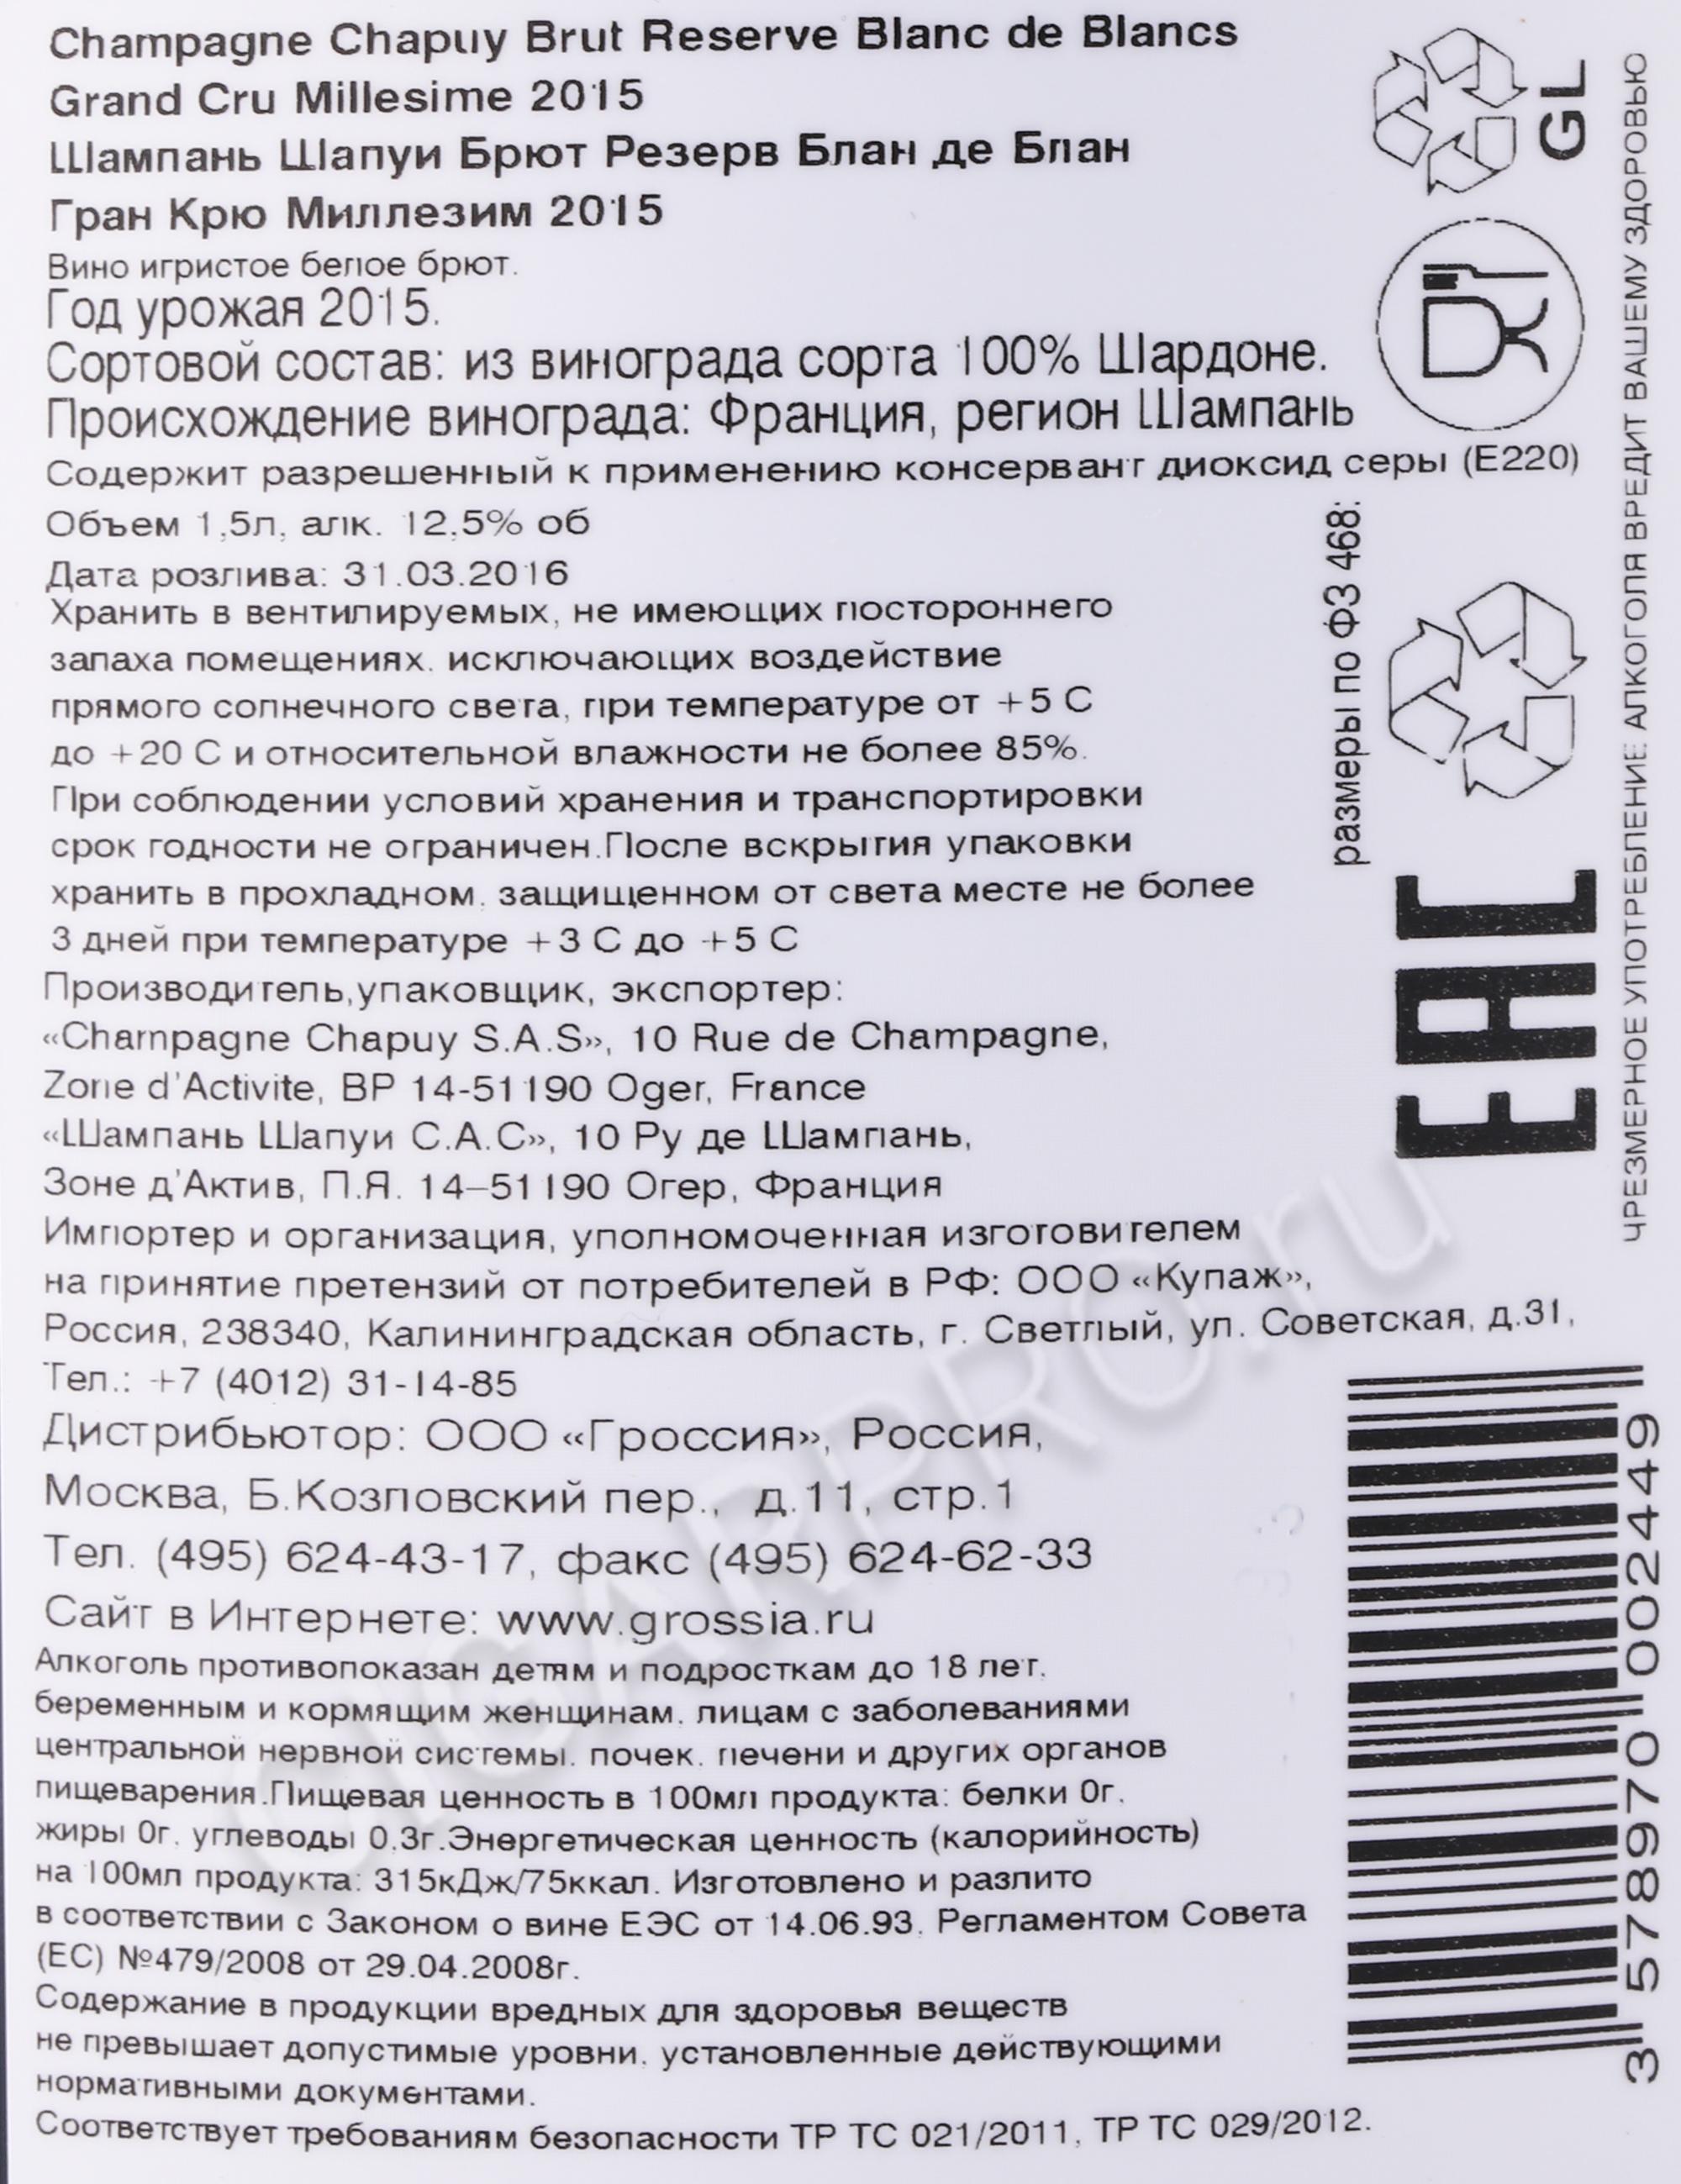 Champagne Chapuy Brut Reserve Blanc de Blancs
Grand Cru Millesime 2015
Шампань Шапуи Брют Резерв Блан де Блан
Гран Крю Миллезим 2015
Вино игристое белое брют.
Год урожая 2015.
Сортовой состав: из винограда сорта 100% Шардоне.
Происхождение винограда: Франция, регион Шампань
Содержит разрешенный к применению консервант диоксид серы (E220)
Объем 1,5л, алк. 12,5% об
Дата розлива: 31.03.2016
Хранить в вентилируемых, не имеющих постороннего
запаха помещениях, исключающих воздействие
прямого солнечного света, при температуре от +5 С
до +20 С и относительной влажности не более 85%.
При соблюдении условий хранения и транспортировки
срок годности не ограничен.После вскрытия упаковки
хранить в прохладном, защищенном от света месте не более
3 дней при температуре +3 С до +5 С
Производитель,упаковщик, экспортер:
«Champagne Chapuy S.A.S», 10 Rue de Champagne,
Zone d'Activite, BP 14-51190 Oger, France
«Шампань Шапуи С.А.С», 10 Ру де Шампань,
Зоне д'Актив, П.Я. 14–51190 Огер, Франция
Импортер и организация, уполномоченная изготовителем
на принятие претензий от потребителей в РФ: ООО «Купаж»,
Россия, 238340, Калининградская область, г. Светлый, ул. Советская, д.31,
Тел.: +7 (4012) 31-14-85
Дистрибьютор: ООО «Гроссия», Россия,
Москва, Б.Козловский пер., д.11, стр.1
Тел. (495) 624-43-17, факс (495) 624-62-33
Сайт в Интернете: www.grossia.ru
Алкоголь противопоказан детям и подросткам до 18 лет,
беременным и кормящим женщинам, лицам с заболеваниями
центральной нервной системы, почек, печени и других органов
пищеварения.Пищевая ценность в 100мл продукта: белки 0г,
жиры 0г, углеводы 0,3г.Энергетическая ценность (калорийность)
на 100мл продукта: 315кДж/75ккал. Изготовлено и разлито
в соответствии с Законом о вине ЕЭС от 14.06.93, Регламентом Совета
(ЕС) №479/2008 от 29.04.2008г.
Содержание в продукции вредных для здоровья веществ
не превышает допустимые уровни, установленные действующими
нормативными документами.
Соответствует требованиям безопасности ТР ТС 021/2011, ТР ТС 029/2012.
GL
размеры по ФЗ 468:
EAC
ЧРЕЗМЕРНОЕ УПОТРЕБЛЕНИЕ АЛКОГОЛЯ ВРЕДИТ ВАШЕМУ ЗДОРОВЬЮ
3 578970 002449
CIGARPRO.ru